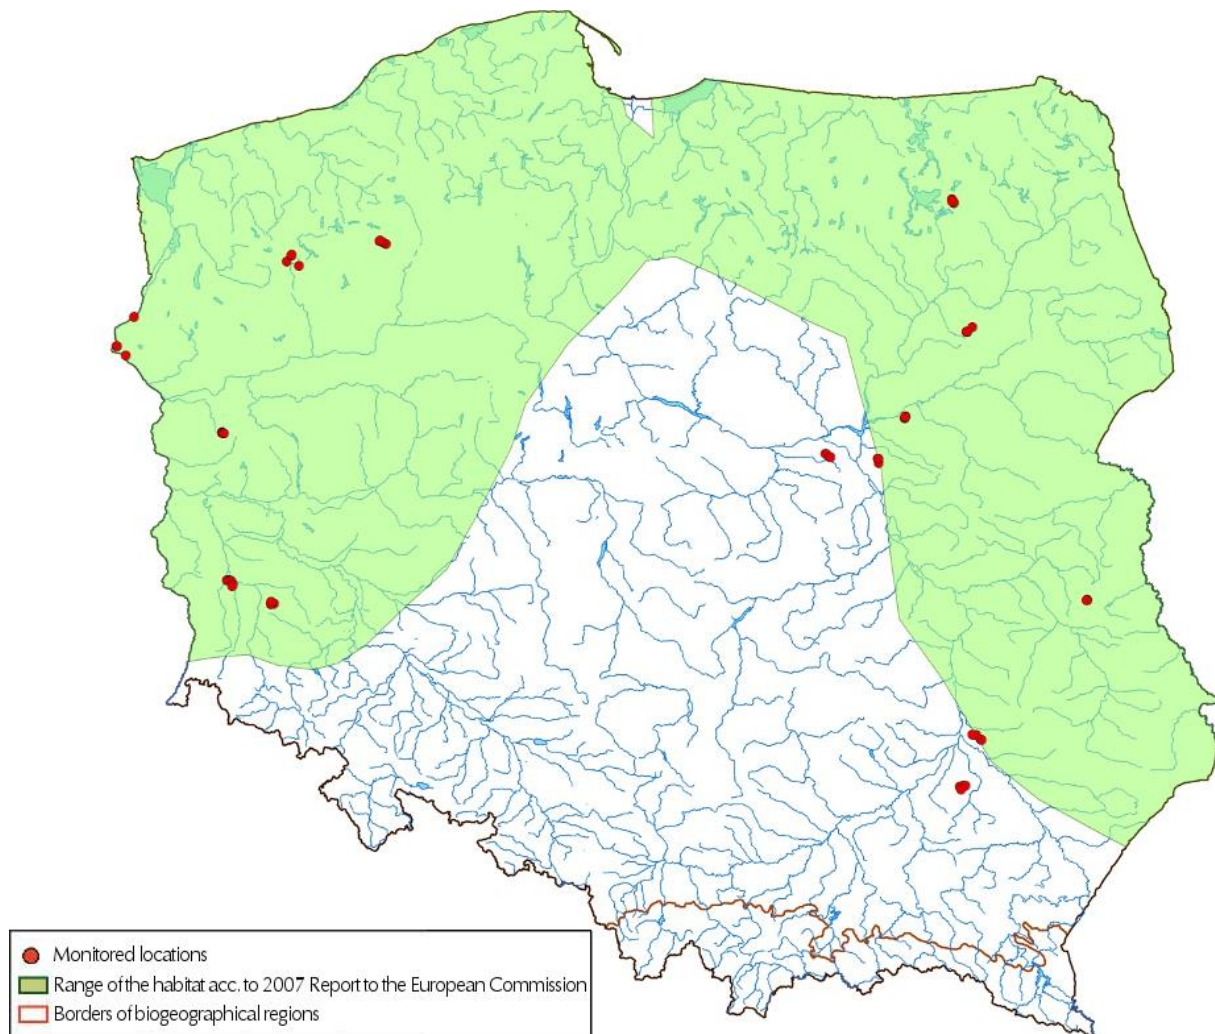 Monitored locations
Range of the habitat acc. to 2007 Report to the European Commission
Borders of biogeographical regions